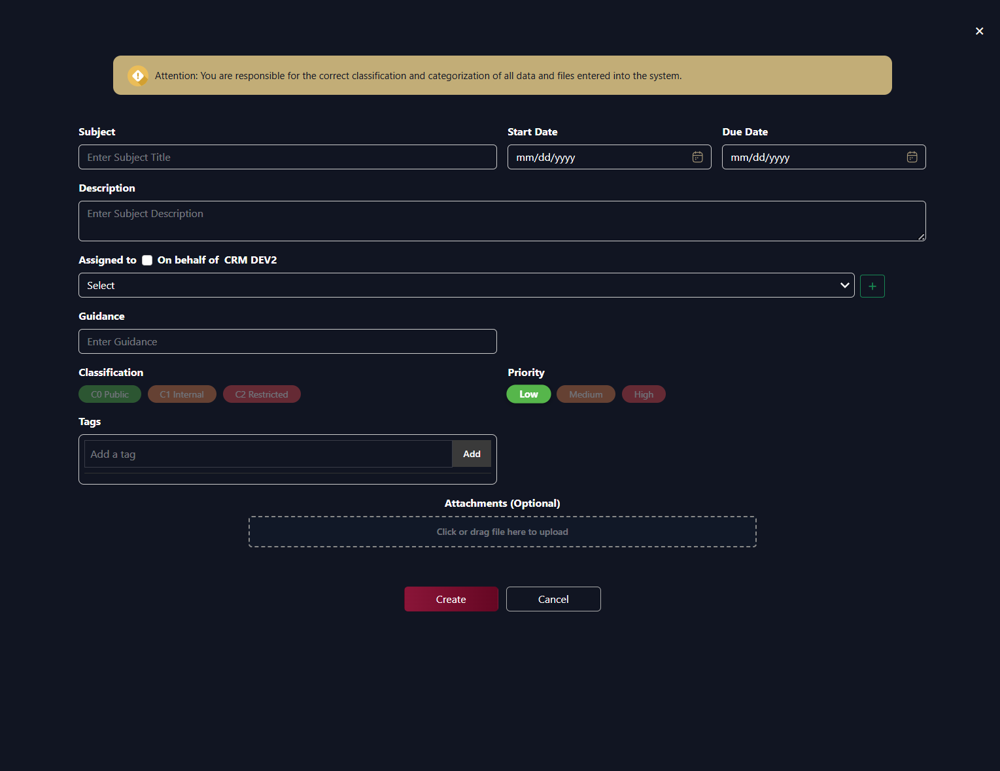 Attention: You are responsible for the correct classification and categorization of all data and files entered into the system.
Subject
Start Date
Due Date
Enter Subject Title
mm/dd/yyyy
mm/dd/yyyy
Description
Enter Subject Description
Assigned to On behalf of CRM DEV2
Select
Guidance
Enter Guidance
Classification
Priority
C0 Public
C1 Internal
C2 Restricted
Low
Medium
High
Tags
Add a tag
Add
Attachments (Optional)
Click or drag file here to upload
Create
Cancel